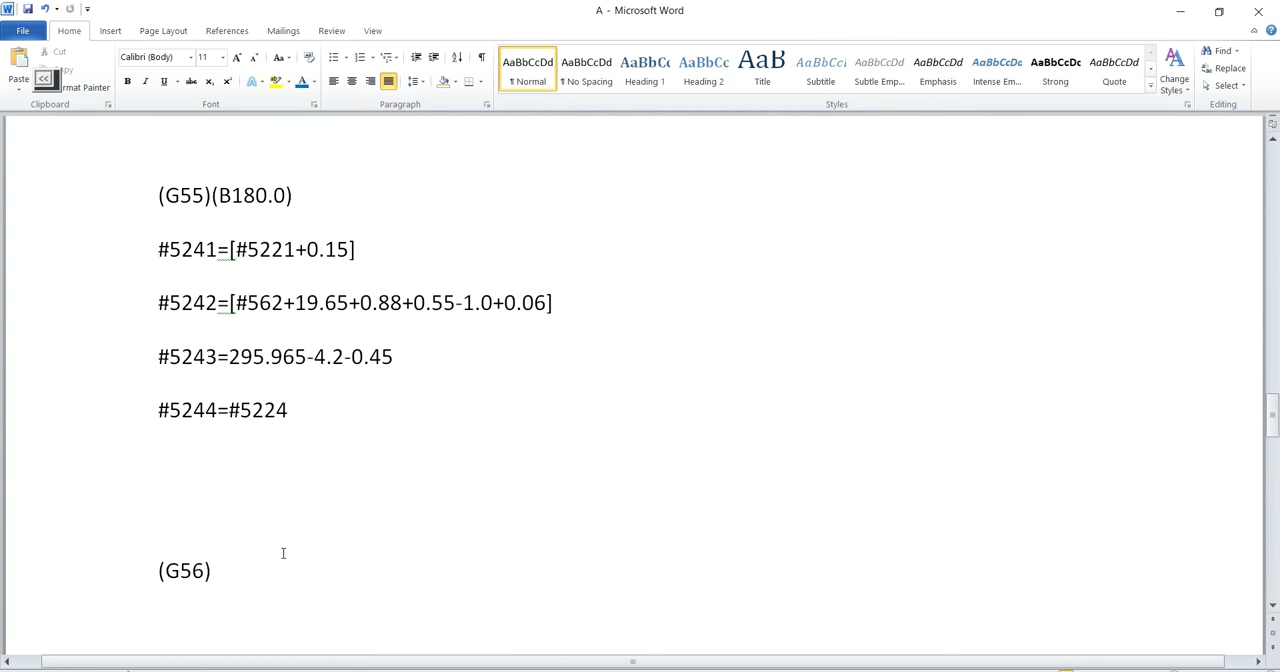 A - Microsoft Word
File Home Insert Page Layout References Mailings Review View
Cut
Paste
Format Painter
Clipboard
Calibri (Body) 11
Font
Paragraph
AaBbCcDd AaBbCcDd AaBbCc AaBbCc AaB AaBbCc AaBbCcDd AaBbCcDd AaBbCcDd AaBbCcDc AaBbCcDd
¶ Normal ¶ No Spacing Heading 1 Heading 2 Title Subtitle Subtle Emp... Emphasis Intense Em... Strong Quote
Styles
Change Styles
Find
Replace
Select
Editing
(G55)(B180.0)
#5241=[#5221+0.15]
#5242=[#562+19.65+0.88+0.55-1.0+0.06]
#5243=295.965-4.2-0.45
#5244=#5224
(G56)